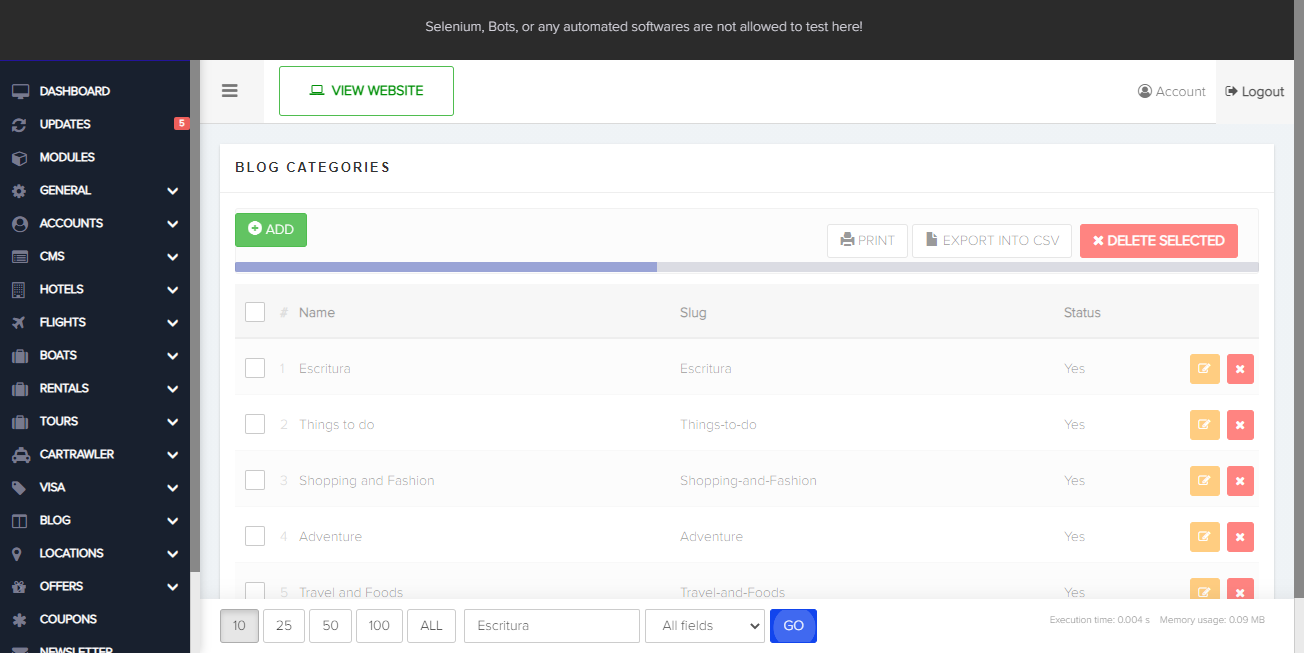 Selenium, Bots, or any automated softwares are not allowed to test here!
DASHBOARD
UPDATES 5
MODULES
GENERAL
ACCOUNTS
CMS
HOTELS
FLIGHTS
BOATS
RENTALS
TOURS
CARTRAWLER
VISA
BLOG
LOCATIONS
OFFERS
COUPONS
NEWSLETTER
VIEW WEBSITE
Account Logout
BLOG CATEGORIES
ADD
PRINT EXPORT INTO CSV DELETE SELECTED
# Name Slug Status
1 Escritura Escritura Yes
2 Things to do Things-to-do Yes
3 Shopping and Fashion Shopping-and-Fashion Yes
4 Adventure Adventure Yes
5 Travel and Foods Travel-and-Foods Yes
10 25 50 100 ALL Escritura All fields GO
Execution time: 0.004 s Memory usage: 0.09 MB